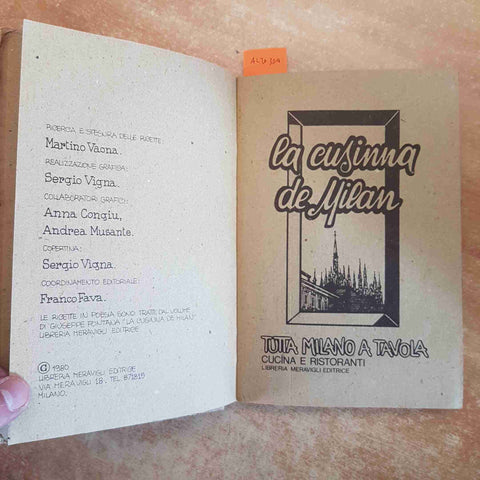 RICERCA E STESURA DELLE RICETTE:
Martino Vaona.
REALIZZAZIONE GRAFICA:
Sergio Vigna.
COLLABORATORI GRAFICI:
Anna Congiu,
Andrea Musante.
COPERTINA:
Sergio Vigna.
COORDINAMENTO EDITORIALE:
Franco Fava.
LE RICETTE IN POESIA SONO TRATTE DAL VOLUME
DI GIUSEPPE FONTANA "LA CUSINNA DE MILAN"
LIBRERIA MERAVIGLI EDITRICE
© 1980
LIBRERIA MERAVIGLI EDITRICE
VIA MERAVIGLI 18. TEL. 871819
MILANO.
la cusinna
de Milan
TUTTA MILANO A TAVOLA
CUCINA E RISTORANTI
LIBRERIA MERAVIGLI EDITRICE